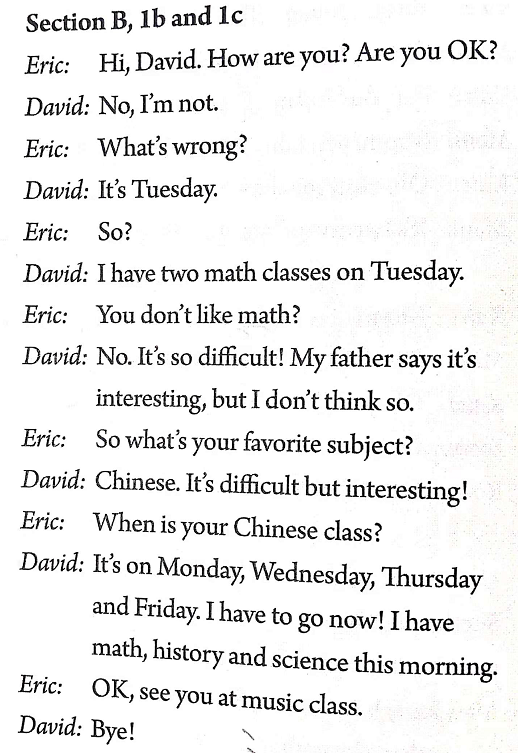 Section B, 1b and 1c
Eric: Hi, David. How are you? Are you OK?
David: No, I'm not.
Eric: What's wrong?
David: It's Tuesday.
Eric: So?
David: I have two math classes on Tuesday.
Eric: You don't like math?
David: No. It's so difficult! My father says it's
interesting, but I don't think so.
Eric: So what's your favorite subject?
David: Chinese. It's difficult but interesting!
Eric: When is your Chinese class?
David: It's on Monday, Wednesday, Thursday
and Friday. I have to go now! I have
math, history and science this morning.
Eric: OK, see you at music class.
David: Bye!